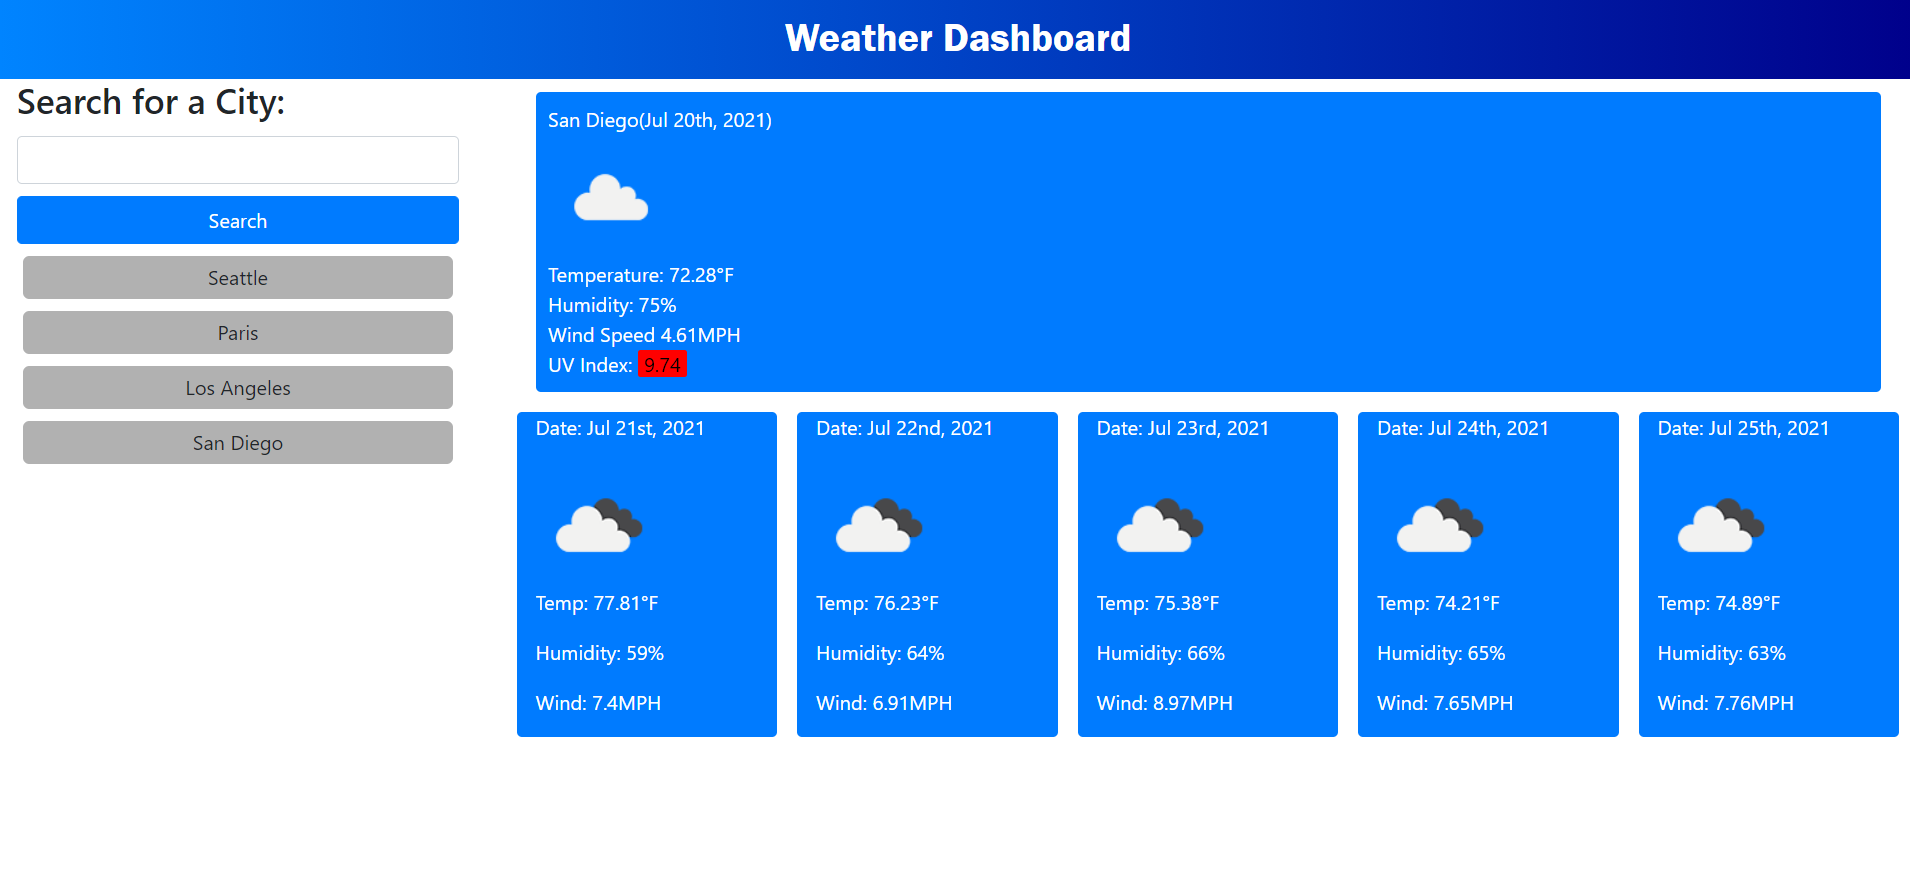 Weather Dashboard
Search for a City:
Search
Seattle
Paris
Los Angeles
San Diego
San Diego(Jul 20th, 2021)
Temperature: 72.28°F
Humidity: 75%
Wind Speed 4.61MPH
UV Index: 9.74
Date: Jul 21st, 2021
Temp: 77.81°F
Humidity: 59%
Wind: 7.4MPH
Date: Jul 22nd, 2021
Temp: 76.23°F
Humidity: 64%
Wind: 6.91MPH
Date: Jul 23rd, 2021
Temp: 75.38°F
Humidity: 66%
Wind: 8.97MPH
Date: Jul 24th, 2021
Temp: 74.21°F
Humidity: 65%
Wind: 7.65MPH
Date: Jul 25th, 2021
Temp: 74.89°F
Humidity: 63%
Wind: 7.76MPH